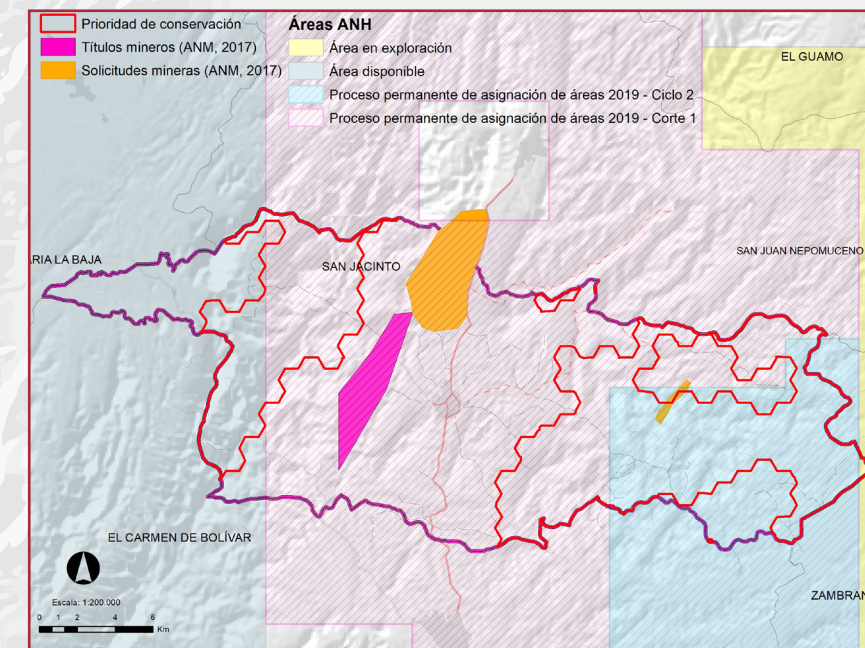 Prioridad de conservación
Títulos mineros (ANM, 2017)
Solicitudes mineras (ANM, 2017)
Áreas ANH
Área en exploración
Área disponible
Proceso permanente de asignación de áreas 2019 - Ciclo 2
Proceso permanente de asignación de áreas 2019 - Corte 1
EL GUAMO
ARIA LA BAJA
SAN JACINTO
SAN JUAN NEPOMUCENO
EL CARMEN DE BOLÍVAR
ZAMBRAN
Escala: 1:200.000
0 1 2 4 6
Km